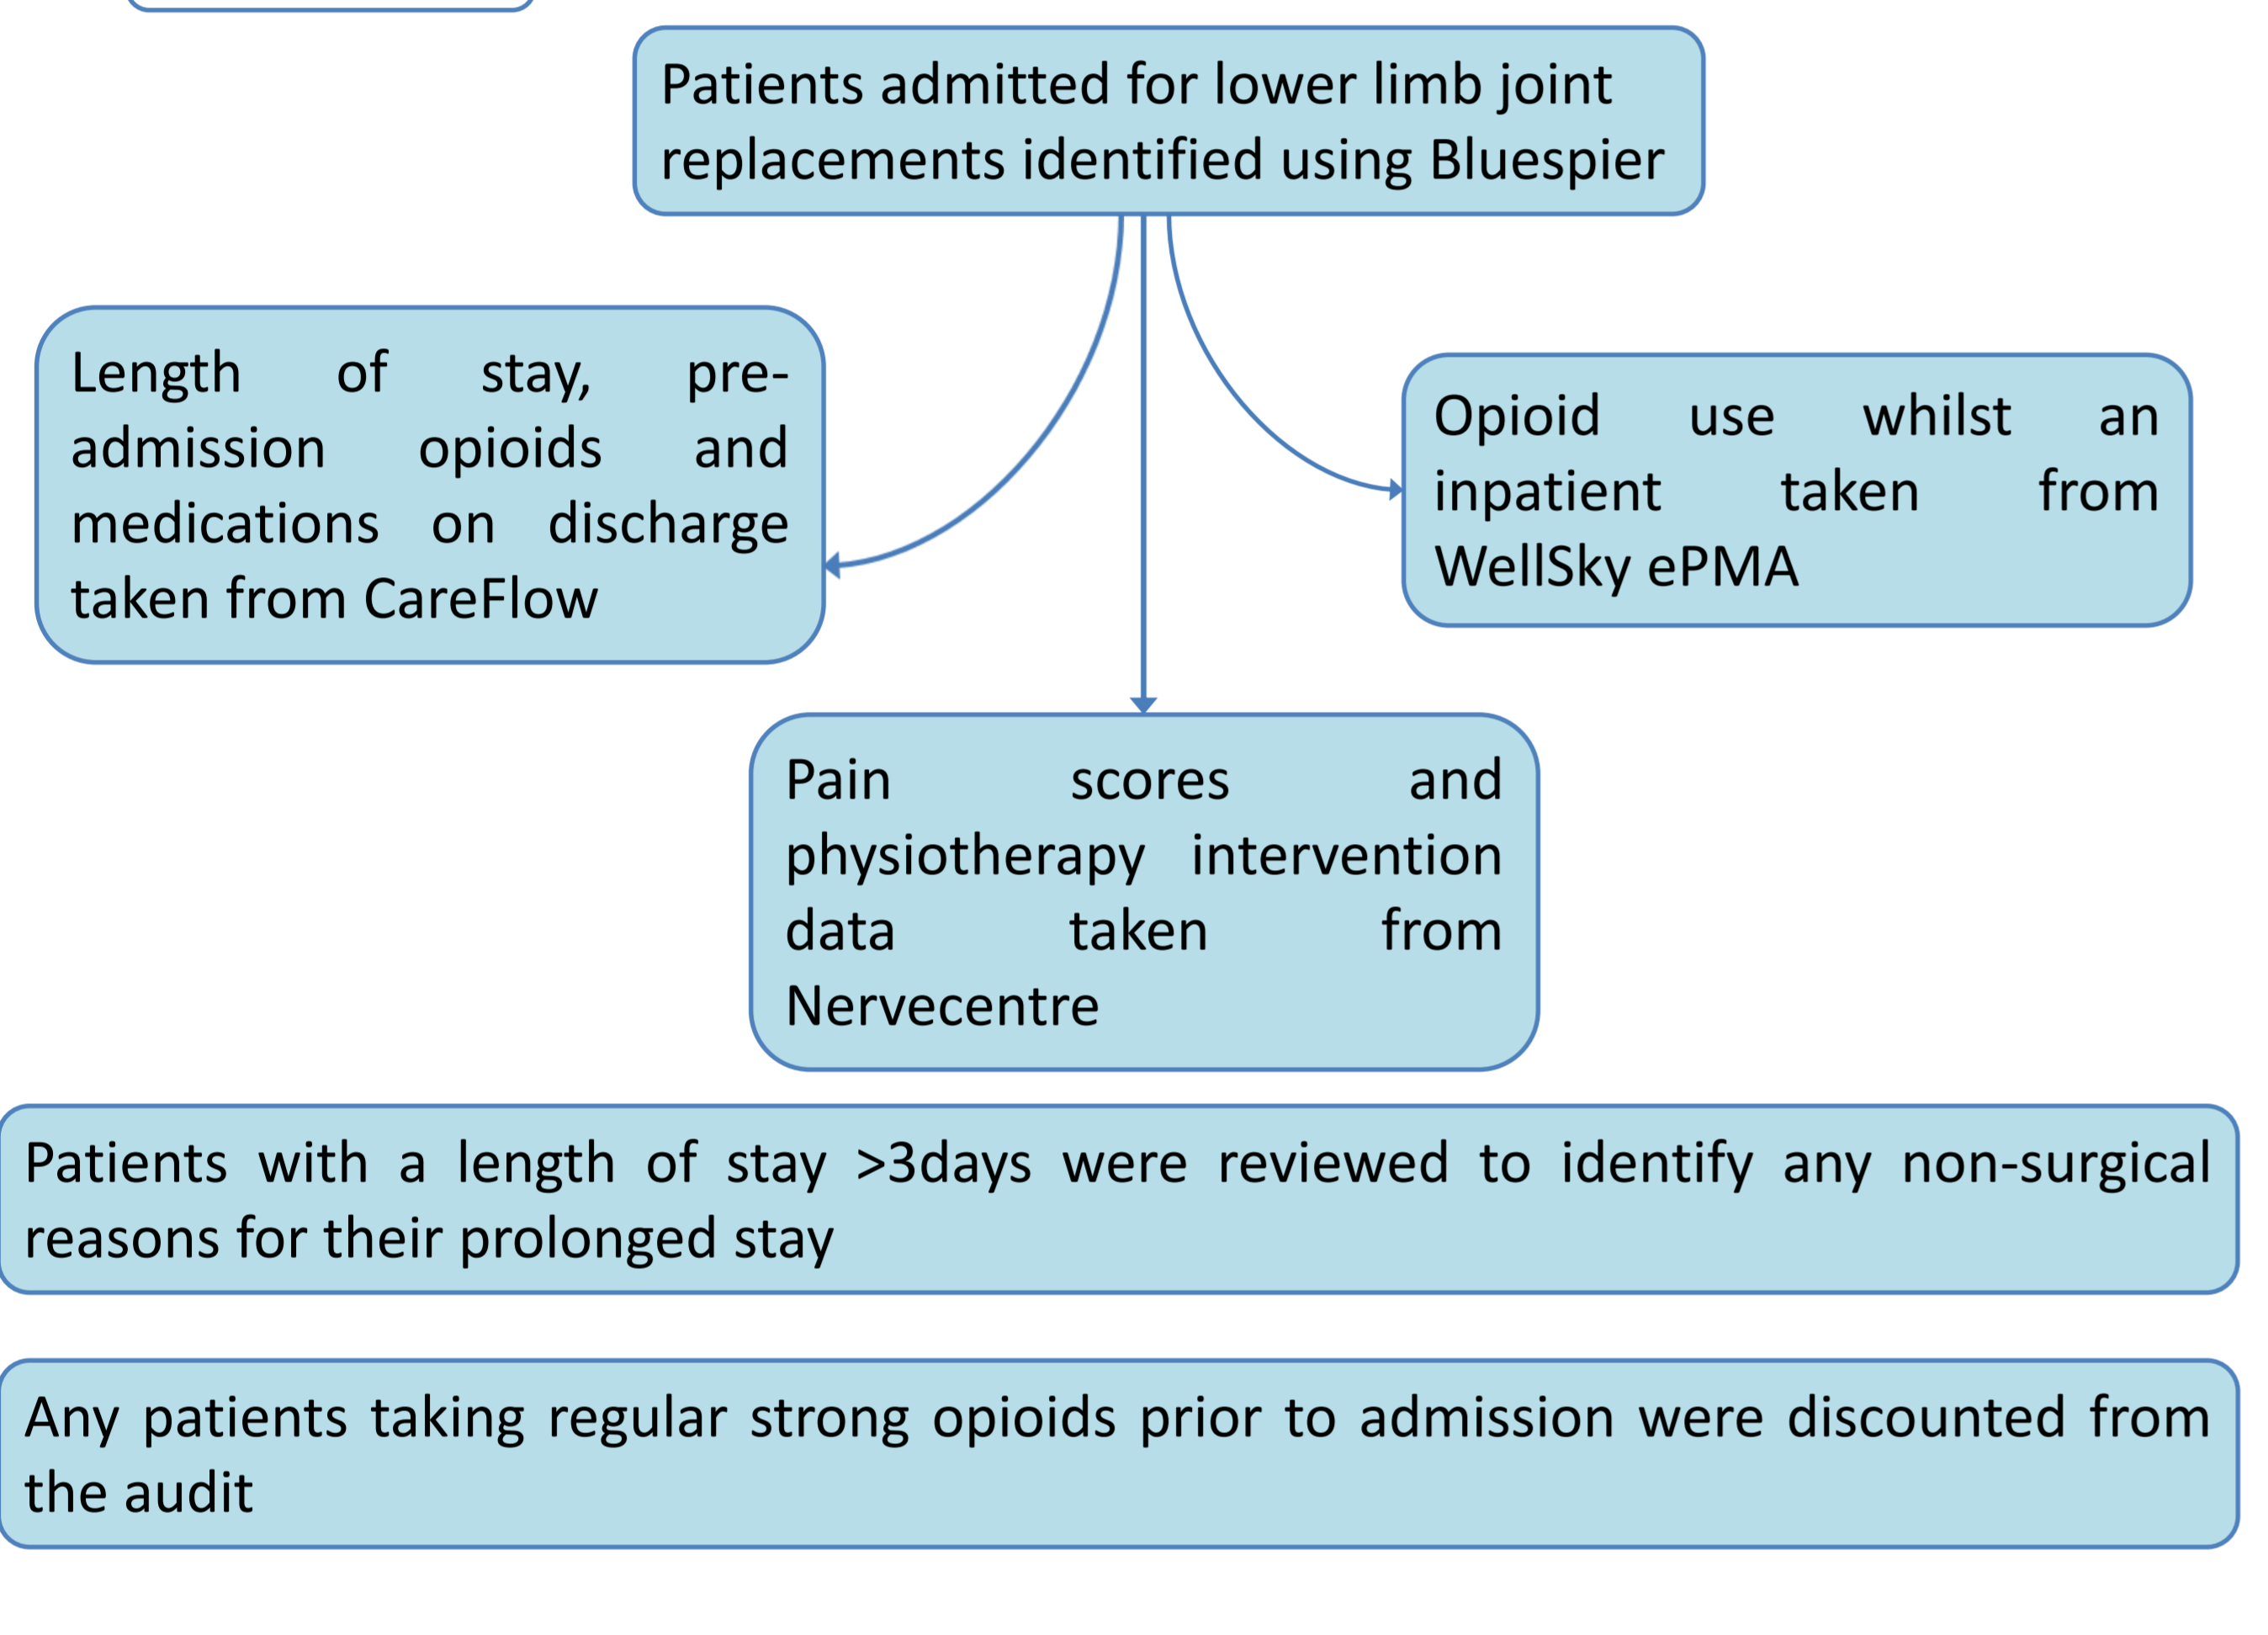 Patients admitted for lower limb joint
replacements identified using Bluespier
Length of stay, pre-
admission opioids and
medications on discharge
taken from CareFlow
Opioid use whilst an
inpatient taken from
WellSky ePMA
Pain scores and
physiotherapy intervention
data taken from
Nervecentre
Patients with a length of stay >3days were reviewed to identify any non-surgical
reasons for their prolonged stay
Any patients taking regular strong opioids prior to admission were discounted from
the audit